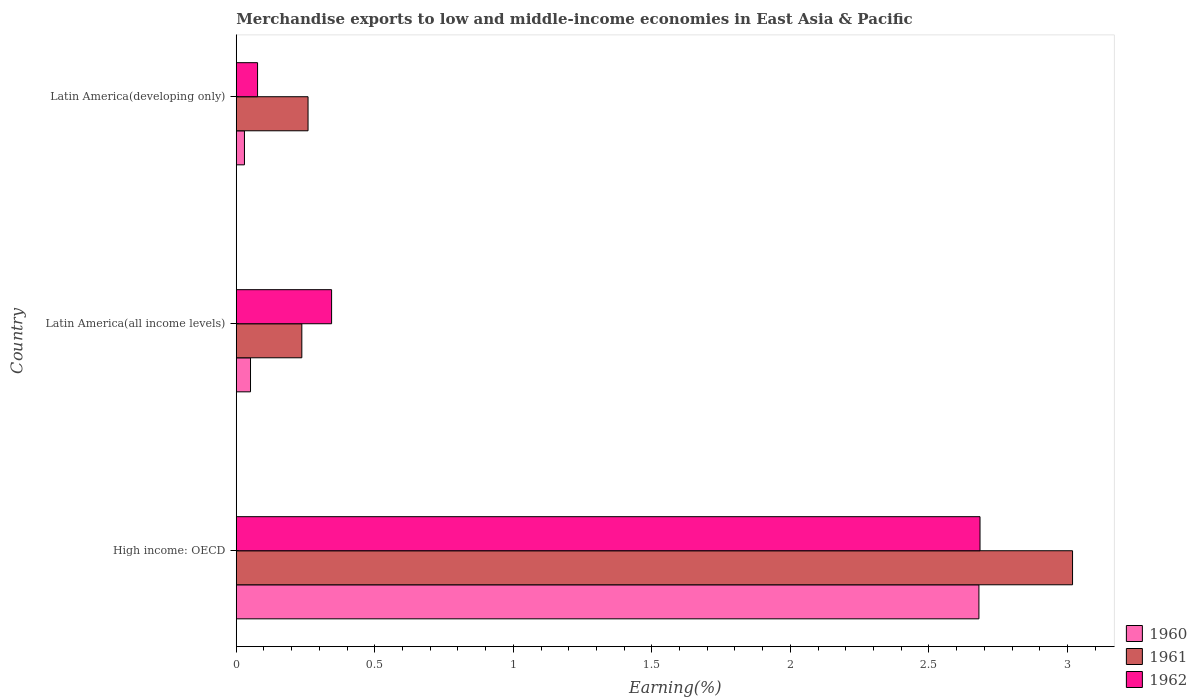 Merchandise exports to low and middle-income economies in East Asia & Pacific
Latin America(developing only)
Latin America(all income levels)
High income: OECD
Country
0 0.5 1 1.5 2 2.5 3
Earning(%)
1960
1961
1962